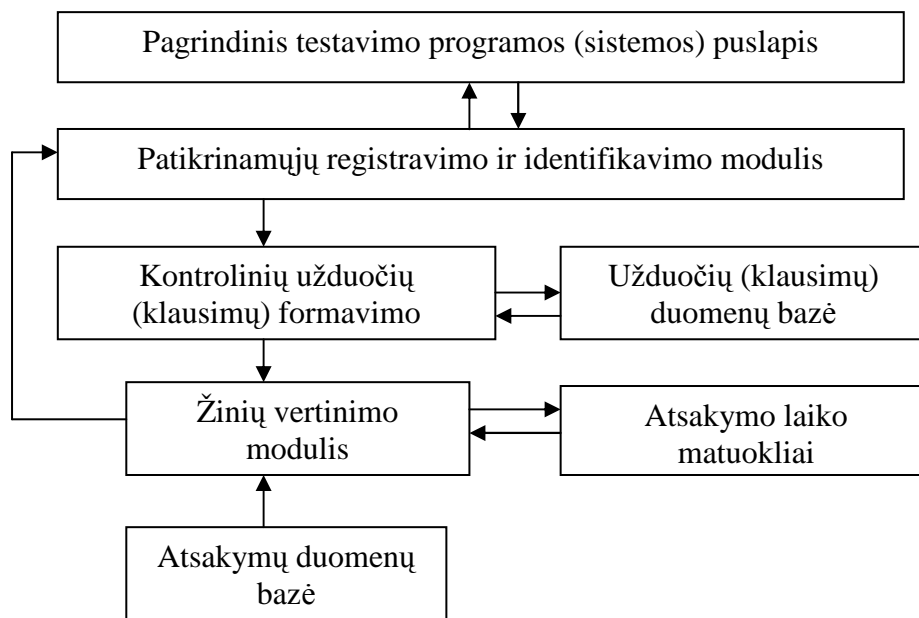 Pagrindinis testavimo programos (sistemos) puslapis
Patikrinamųjų registravimo ir identifikavimo modulis
Kontrolinių užduočių
(klausimų) formavimo
Užduočių (klausimų)
duomenų bazė
Žinių vertinimo
modulis
Atsakymo laiko
matuokliai
Atsakymų duomenų
bazė